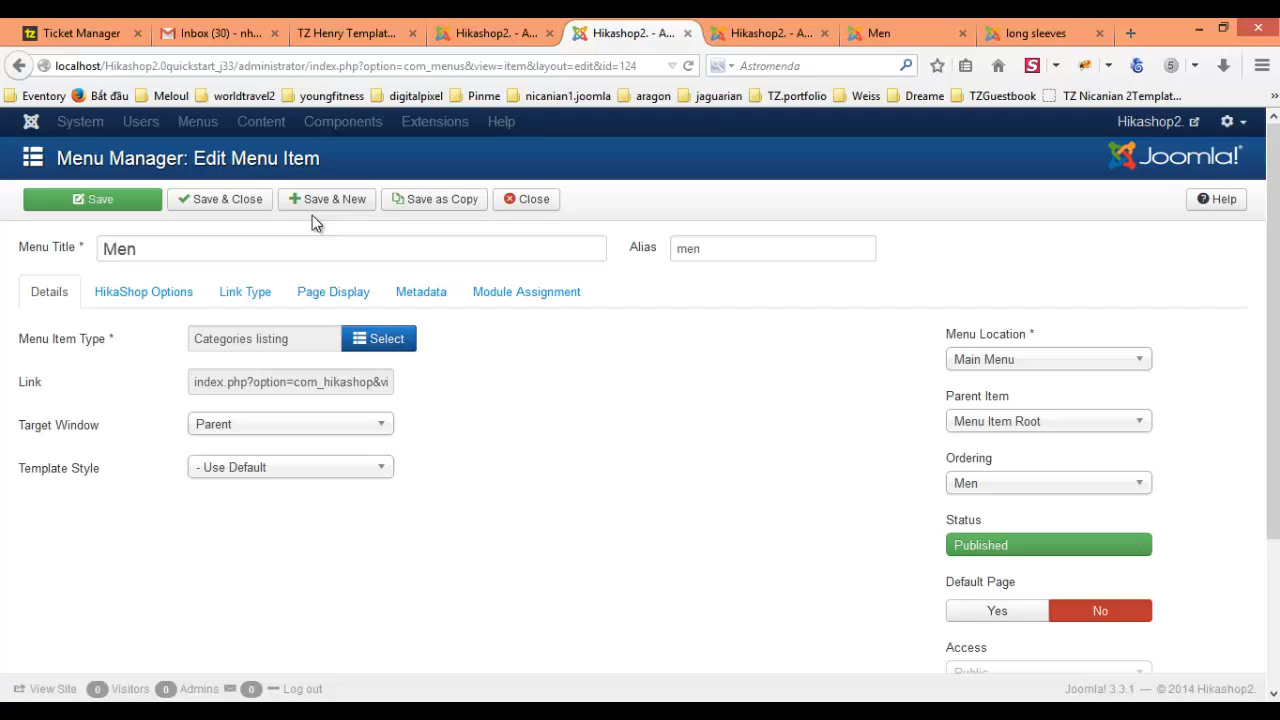 Ticket Manager
Inbox (30) - nh...
TZ Henry Templat...
Hikashop2. - A...
Hikashop2. - A...
Hikashop2. - A...
Men
long sleeves
localhost/Hikashop2.0quickstart_j33/administrator/index.php?option=com_menus&view=item&layout=edit&id=124
Astromenda
Eventory
Bắt đầu
Meloul
worldtravel2
youngfitness
digitalpixel
Pinme
nicanian1.joomla
aragon
jaguarian
TZ.portfolio
Weiss
Dreame
TZGuestbook
TZ Nicanian 2Templat...
System Users Menus Content Components Extensions Help
Hikashop2.
Menu Manager: Edit Menu Item
Joomla!®
Save
Save & Close
Save & New
Save as Copy
Close
Help
Menu Title * Men
Alias men
Details
HikaShop Options
Link Type
Page Display
Metadata
Module Assignment
Menu Item Type * Categories listing Select
Link index.php?option=com_hikashop&vi
Target Window Parent
Template Style - Use Default
Menu Location *
Main Menu
Parent Item
Menu Item Root
Ordering
Men
Status
Published
Default Page
Yes No
Access
Public
View Site 0 Visitors 0 Admins 0 Log out
Joomla! 3.3.1 — © 2014 Hikashop2.